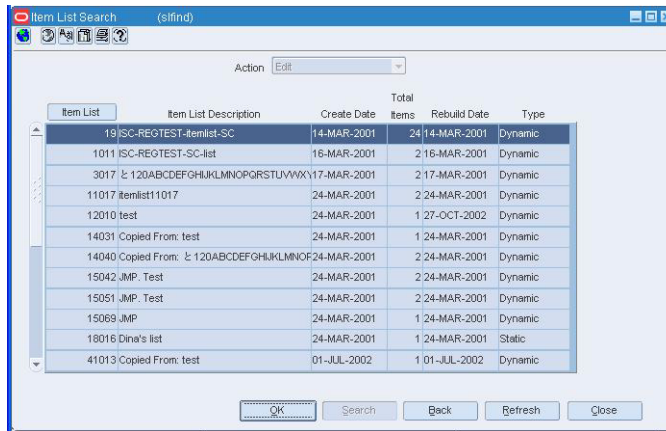 Item List Search (slfind)
Action Edit
Total
Item List Item List Description Create Date Items Rebuild Date Type
19 ISC-REGTEST-itemlist-SC 14-MAR-2001 24 14-MAR-2001 Dynamic
1011 ISC-REGTEST-SC-list 16-MAR-2001 2 16-MAR-2001 Dynamic
3017 と120ABCDEFGHIJKLMNOPQRSTUVWXY 17-MAR-2001 2 17-MAR-2001 Dynamic
11017 itemlist11017 24-MAR-2001 2 24-MAR-2001 Dynamic
12010 test 24-MAR-2001 1 27-OCT-2002 Dynamic
14031 Copied From: test 24-MAR-2001 1 24-MAR-2001 Dynamic
14040 Copied From: と120ABCDEFGHIJKLMNOF 24-MAR-2001 2 24-MAR-2001 Dynamic
15042 JMP. Test 24-MAR-2001 2 24-MAR-2001 Dynamic
15051 JMP. Test 24-MAR-2001 2 24-MAR-2001 Dynamic
15069 JMP 24-MAR-2001 1 24-MAR-2001 Dynamic
18016 Dina's list 24-MAR-2001 1 24-MAR-2001 Static
41013 Copied From: test 01-JUL-2002 1 01-JUL-2002 Dynamic
OK Search Back Refresh Close